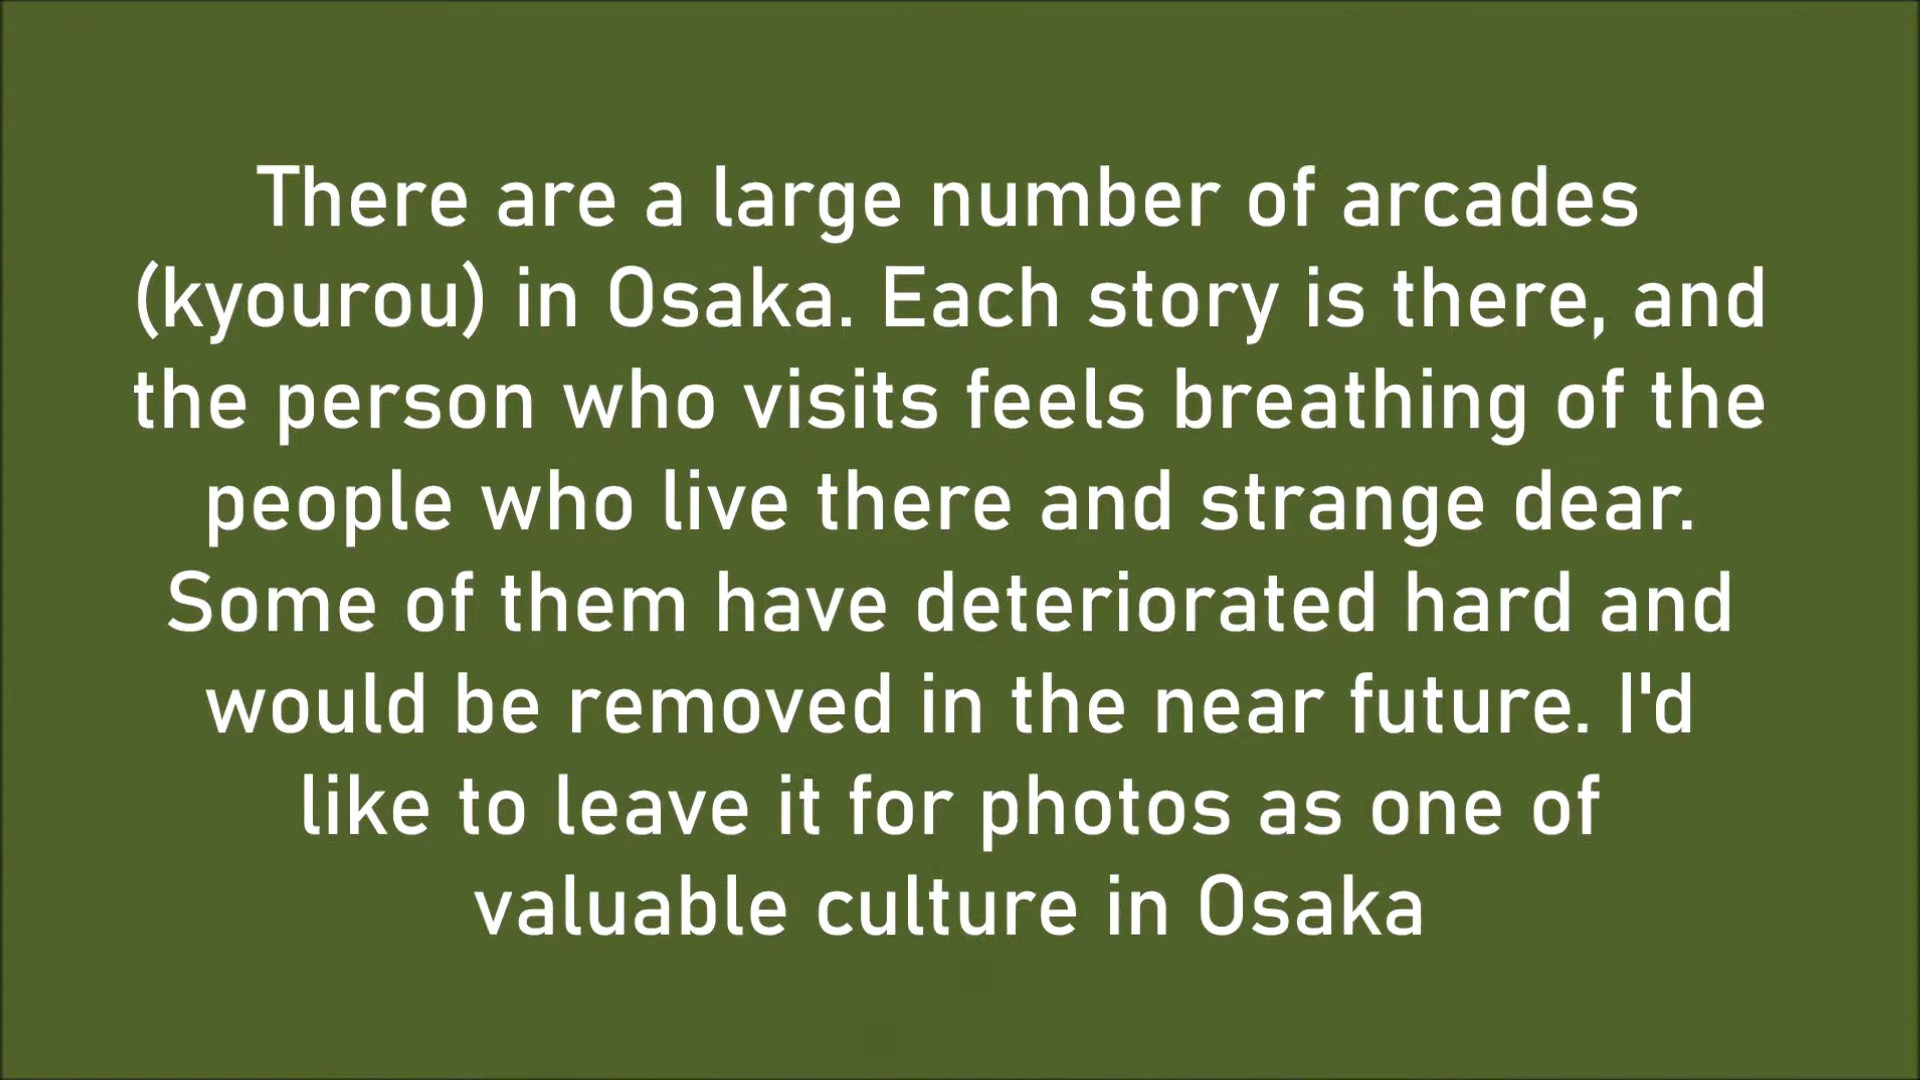 There are a large number of arcades
(kyourou) in Osaka. Each story is there, and
the person who visits feels breathing of the
people who live there and strange dear.
Some of them have deteriorated hard and
would be removed in the near future. I'd
like to leave it for photos as one of
valuable culture in Osaka